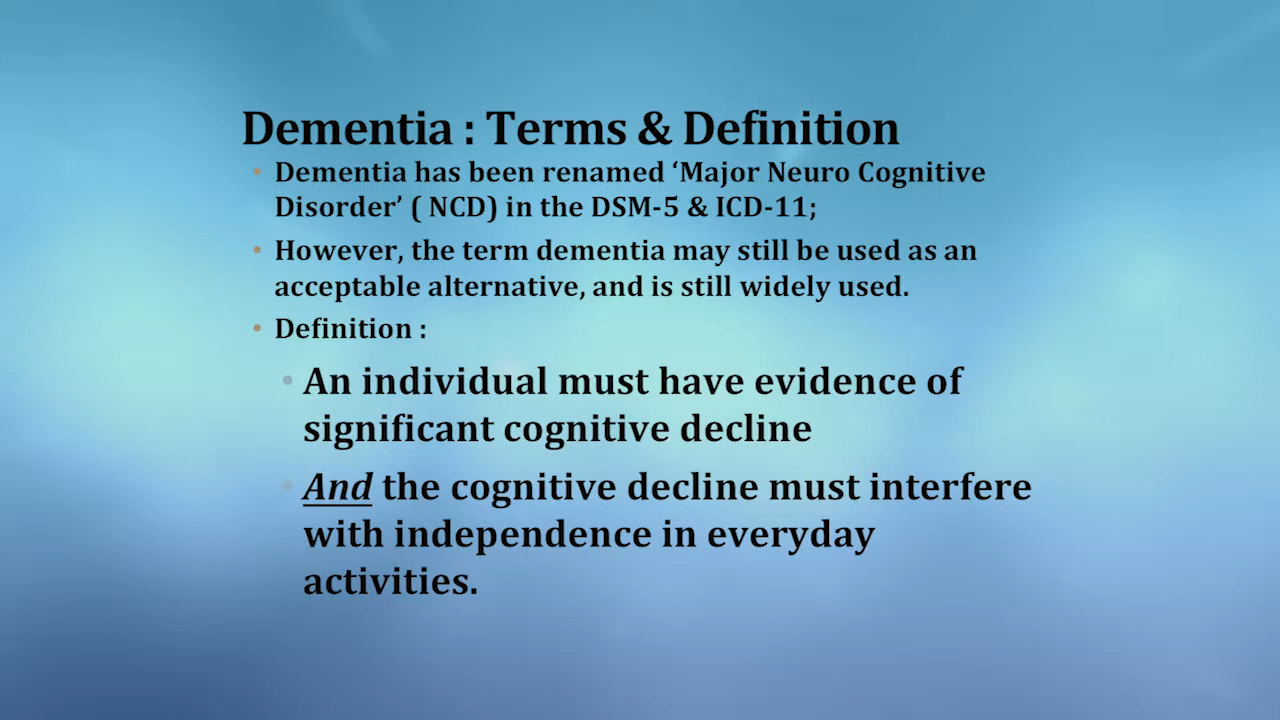 Dementia : Terms & Definition
• Dementia has been renamed ‘Major Neuro Cognitive
Disorder’ ( NCD) in the DSM-5 & ICD-11;
• However, the term dementia may still be used as an
acceptable alternative, and is still widely used.
• Definition :
• An individual must have evidence of
significant cognitive decline
• And the cognitive decline must interfere
with independence in everyday
activities.